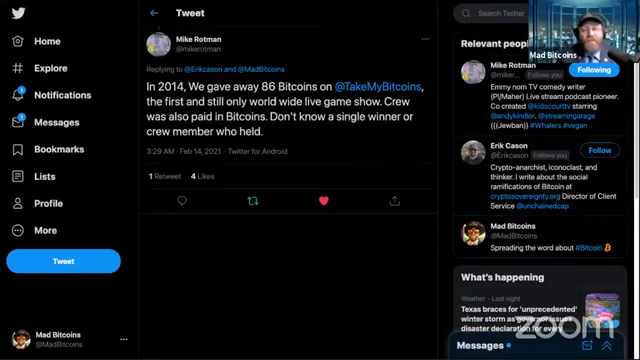 Home
Explore
Notifications
Messages
Bookmarks
Lists
Profile
More
Tweet
Mad Bitcoins
@MadBitcoins
Tweet
Mike Rotman
@mikerotman
Replying to @Erikcason and @MadBitcoins
In 2014, We gave away 86 Bitcoins on @TakeMyBitcoins,
the first and still only world wide live game show. Crew
was also paid in Bitcoins. Don't know a single winner or
crew member who held.
3:29 AM · Feb 14, 2021 · Twitter for Android
1 Retweet 4 Likes
Search Twitter
Mad Bitcoins
Relevant peopl
Mike Rotman
@miker... Follows you
Following
Emmy nom TV comedy writer
(PI/Maher) Live stream podcast pioneer.
Co created @kidscourttv starring
@andykindler. @streamingarage
(((Jewban))) #Whalers #vegan
Erik Cason
@Erikcason Follows you
Follow
Crypto-anarchist, iconoclast, and
thinker. I write about the social
ramifications of Bitcoin at
cryptosovereignty.org Director of Client
Service @unchainedcap
Mad Bitcoins
@MadBitcoins
Spreading the word about #Bitcoin
What's happening
Weather · Last night
Texas braces for 'unprecedented'
winter storm as governor issues
disaster declaration for every
zoom
Messages